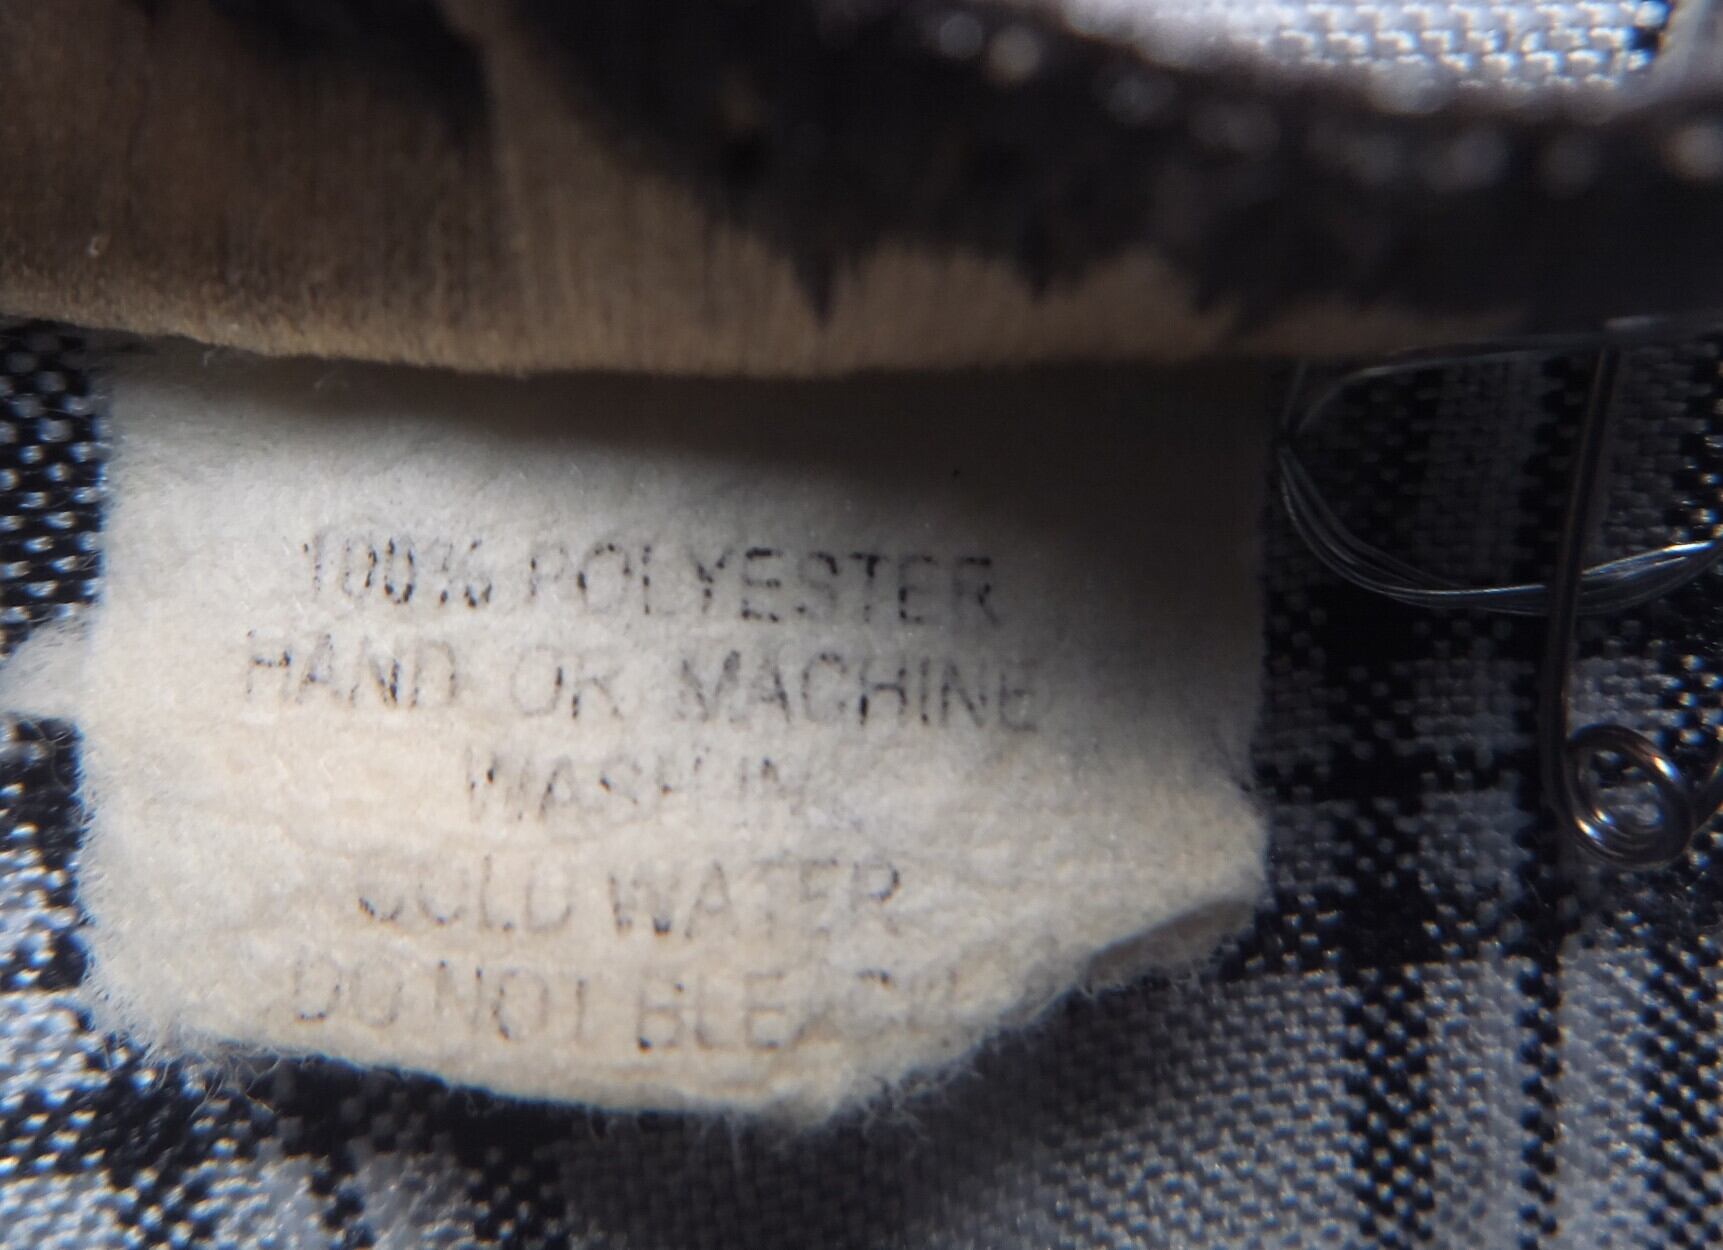 100% POLYESTER
HAND OR MACHINE
WASH IN
COLD WATER
DO NOT BLEACH